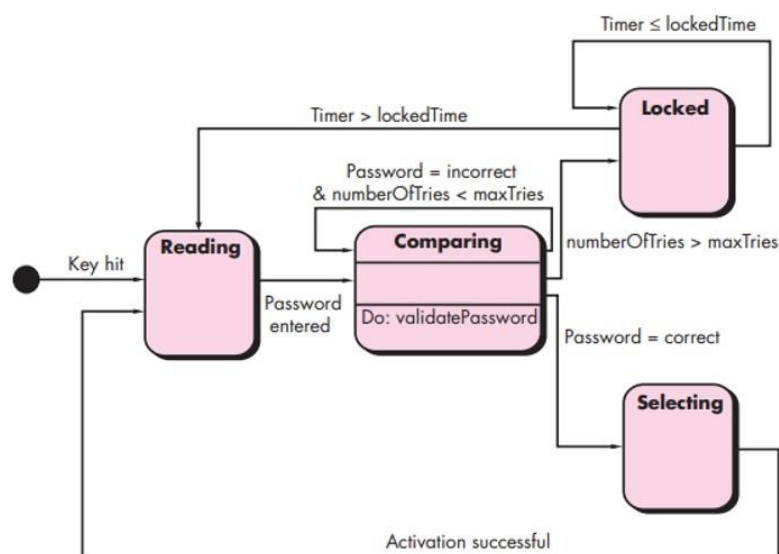 Timer ≤ lockedTime
Locked
Timer > lockedTime
Password = incorrect
& numberOfTries < maxTries
Reading
Comparing
numberOfTries > maxTries
Key hit
Password
entered
Do: validatePassword
Password = correct
Selecting
Activation successful